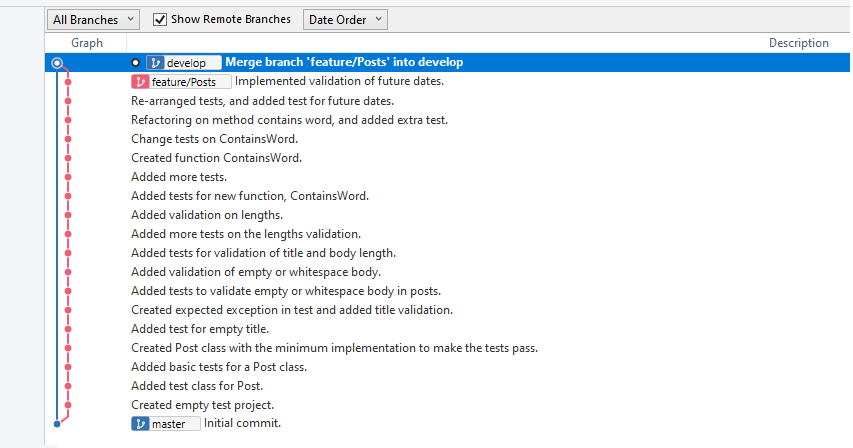 All Branches Show Remote Branches Date Order
Graph Description
develop Merge branch 'feature/Posts' into develop
feature/Posts Implemented validation of future dates.
Re-arranged tests, and added test for future dates.
Refactoring on method contains word, and added extra test.
Change tests on ContainsWord.
Created function ContainsWord.
Added more tests.
Added tests for new function, ContainsWord.
Added validation on lengths.
Added more tests on the lengths validation.
Added tests for validation of title and body length.
Added validation of empty or whitespace body.
Added tests to validate empty or whitespace body in posts.
Created expected exception in test and added title validation.
Added test for empty title.
Created Post class with the minimum implementation to make the tests pass.
Added basic tests for a Post class.
Added test class for Post.
Created empty test project.
master Initial commit.